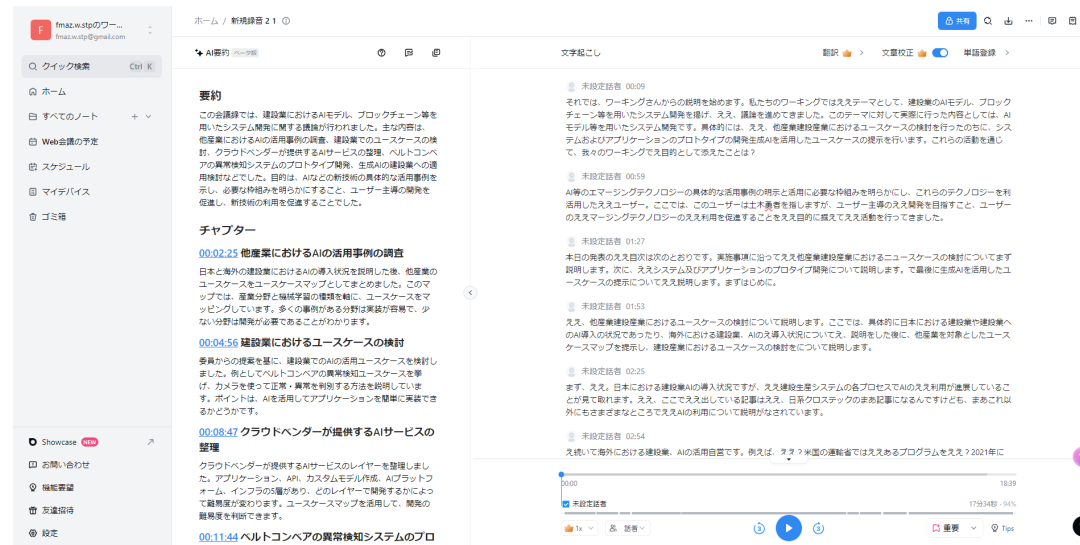 F
fmaz.w.stpのワー...
fmaz.w.stp@gmail.com
クイック検索 Ctrl K
ホーム
すべてのノート
Web会議の予定
スケジュール
マイデバイス
ゴミ箱
Showcase NEW
お問い合わせ
機能要望
友達招待
設定
ホーム / 新規録音 2 1
共有
AI要約 ベータ版
要約
この会議録では、建設業におけるAIモデル、ブロックチェーン等を
用いたシステム開発に関する議論が行われました。主な内容は、
他産業におけるAIの活用事例の調査、建設業でのユースケースの検
討、クラウドベンダーが提供するAIサービスの整理、ベルトコンベ
アの異常検知システムのプロトタイプ開発、生成AIの建設業への適
用検討などでした。目的は、AIなどの新技術の具体的な活用事例を
示し、必要な枠組みを明らかにすること、ユーザー主導の開発を
促進し、新技術の利用を促進することでした。
チャプター
00:02:25 他産業におけるAIの活用事例の調査
日本と海外の建設業におけるAIの導入状況を説明した後、他産業の
ユースケースをユースケースマップとしてまとめました。このマ
ップでは、産業分野と機械学習の種類を軸に、ユースケースをマ
ッピングしています。多くの事例がある分野は実装が容易で、少
ない分野は開発が必要であることがわかります。
00:04:56 建設業におけるユースケースの検討
委員からの提案を基に、建設業でのAIの活用ユースケースを検討し
ました。例としてベルトコンベアの異常検知ユースケースを挙
げ、カメラを使って正常・異常を判別する方法を説明していま
す。ポイントは、AIを活用してアプリケーションを簡単に実装でき
るかどうかです。
00:08:47 クラウドベンダーが提供するAIサービスの
整理
クラウドベンダーが提供するAIサービスのレイヤーを整理しまし
た。アプリケーション、API、カスタムモデル作成、AIプラットフ
ォーム、インフラの5層があり、どのレイヤーで開発するかによっ
て難易度が変わります。ユースケースマップを活用して、開発の
難易度を判断できます。
00:11:44 ベルトコンベアの異常検知システムのプロ
文字起こし
翻訳
文章校正
単語登録
未設定話者 00:09
それでは、ワーキングさんからの説明を始めます。私たちのワーキングではええテーマとして、建設業のAIモデル、ブロック
チェーン等を用いたシステム開発を掲げ、ええ、議論を進めてきました。このテーマに対して実際に行った内容としては、AI
モデル等を用いたシステム開発です。具体的には、ええ、他産業建設産業におけるユースケースの検討を行ったのちに、シス
テムおよびアプリケーションのプロトタイプの開発生成AIを活用したユースケースの提示を行います。これらの活動を通じ
て、我々のワーキングでえ目的として添えたことは？
未設定話者 00:59
AI等のエマージングテクノロジーの具体的な活用事例の明示と活用に必要な枠組みを明らかにし、これらのテクノロジーを利
活用したええユーザー。ここでは、このユーザーは土木勇者を指しますが、ユーザー主導のええ開発を目指すこと、ユーザー
のええマージングテクノロジーのええ利用を促進することをええ目的に据えてええ活動を行ってきました。
未設定話者 01:27
本日の発表のええ目次は次のとおりです。実施事項に沿ってええ他産業建設産業におけるニュースケースの検討についてまず
説明します。次に、ええシステム及びアプリケーションのプロタイプ開発について説明します。で最後に生成AIを活用したユ
ースケースの提示についてええ説明します。まずはじめに。
未設定話者 01:53
ええ、他産業建設産業におけるユースケースの検討について説明します。ここでは、具体的に日本における建設業や建設業へ
のAI導入の状況であったり、海外における建設業、AIのえ導入状況についてえ、説明をした後に、他産業を対象としたユース
ケースマップを提示し、建設産業におけるユースケースの検討をについて説明します。
未設定話者 02:25
まず、ええ。日本における建設業AIの導入状況ですが、ええ建設生産システムの各プロセスでAIのええ利用が進展しているこ
とが見て取れます。ええ、ここでええ出している記事はええ、日系クロステックのまあ記事になるんですけども、まあこれ以
外にもさまざまなところでええAIの利用について説明がなされています。
未設定話者 02:54
え続いて海外における建設業、AIの活用自営です。例えば、ええ？米国の運輸省ではええあるプログラムをええ？2021年に
00:00
18:39
未設定話者
17分34秒 - 94%
1x
話者
3
3
重要
Tips